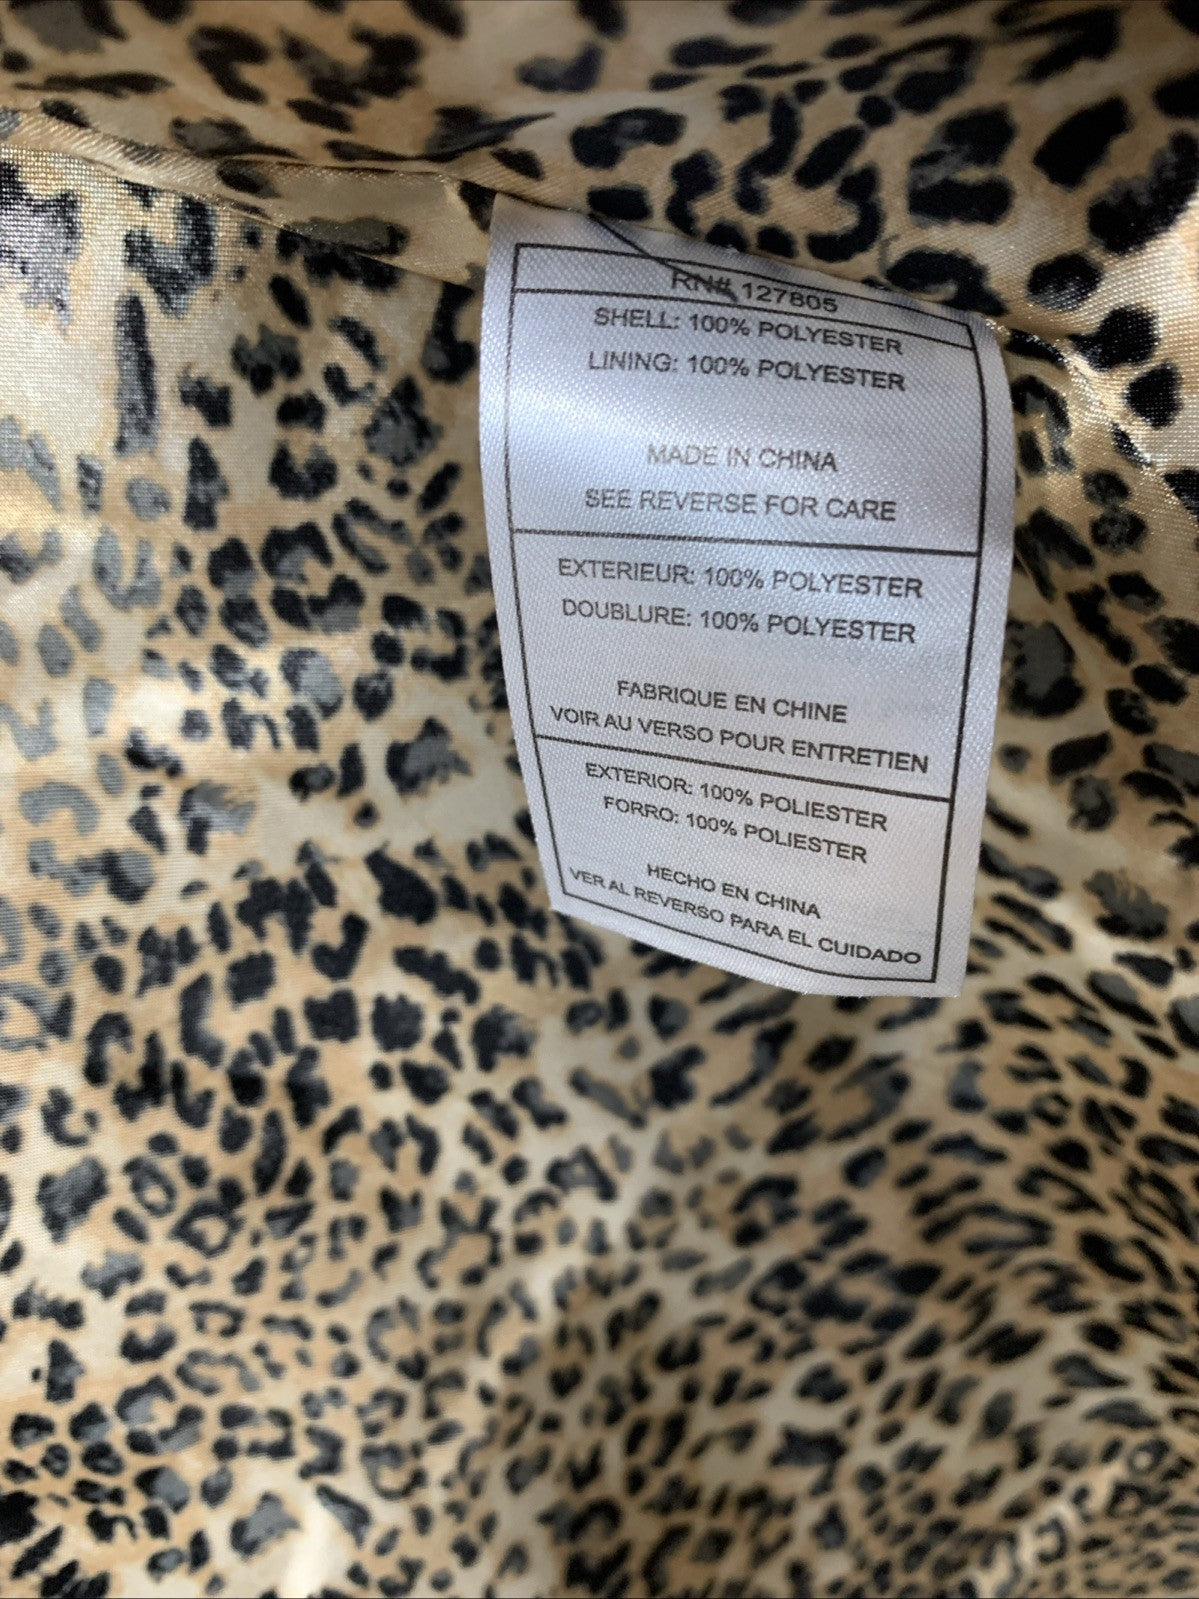 RN# 127805
SHELL: 100% POLYESTER
LINING: 100% POLYESTER
MADE IN CHINA
SEE REVERSE FOR CARE
EXTERIEUR: 100% POLYESTER
DOUBLURE: 100% POLYESTER
FABRIQUE EN CHINE
VOIR AU VERSO POUR ENTRETIEN
EXTERIOR: 100% POLIESTER
FORRO: 100% POLIESTER
HECHO EN CHINA
VER AL REVERSO PARA EL CUIDADO